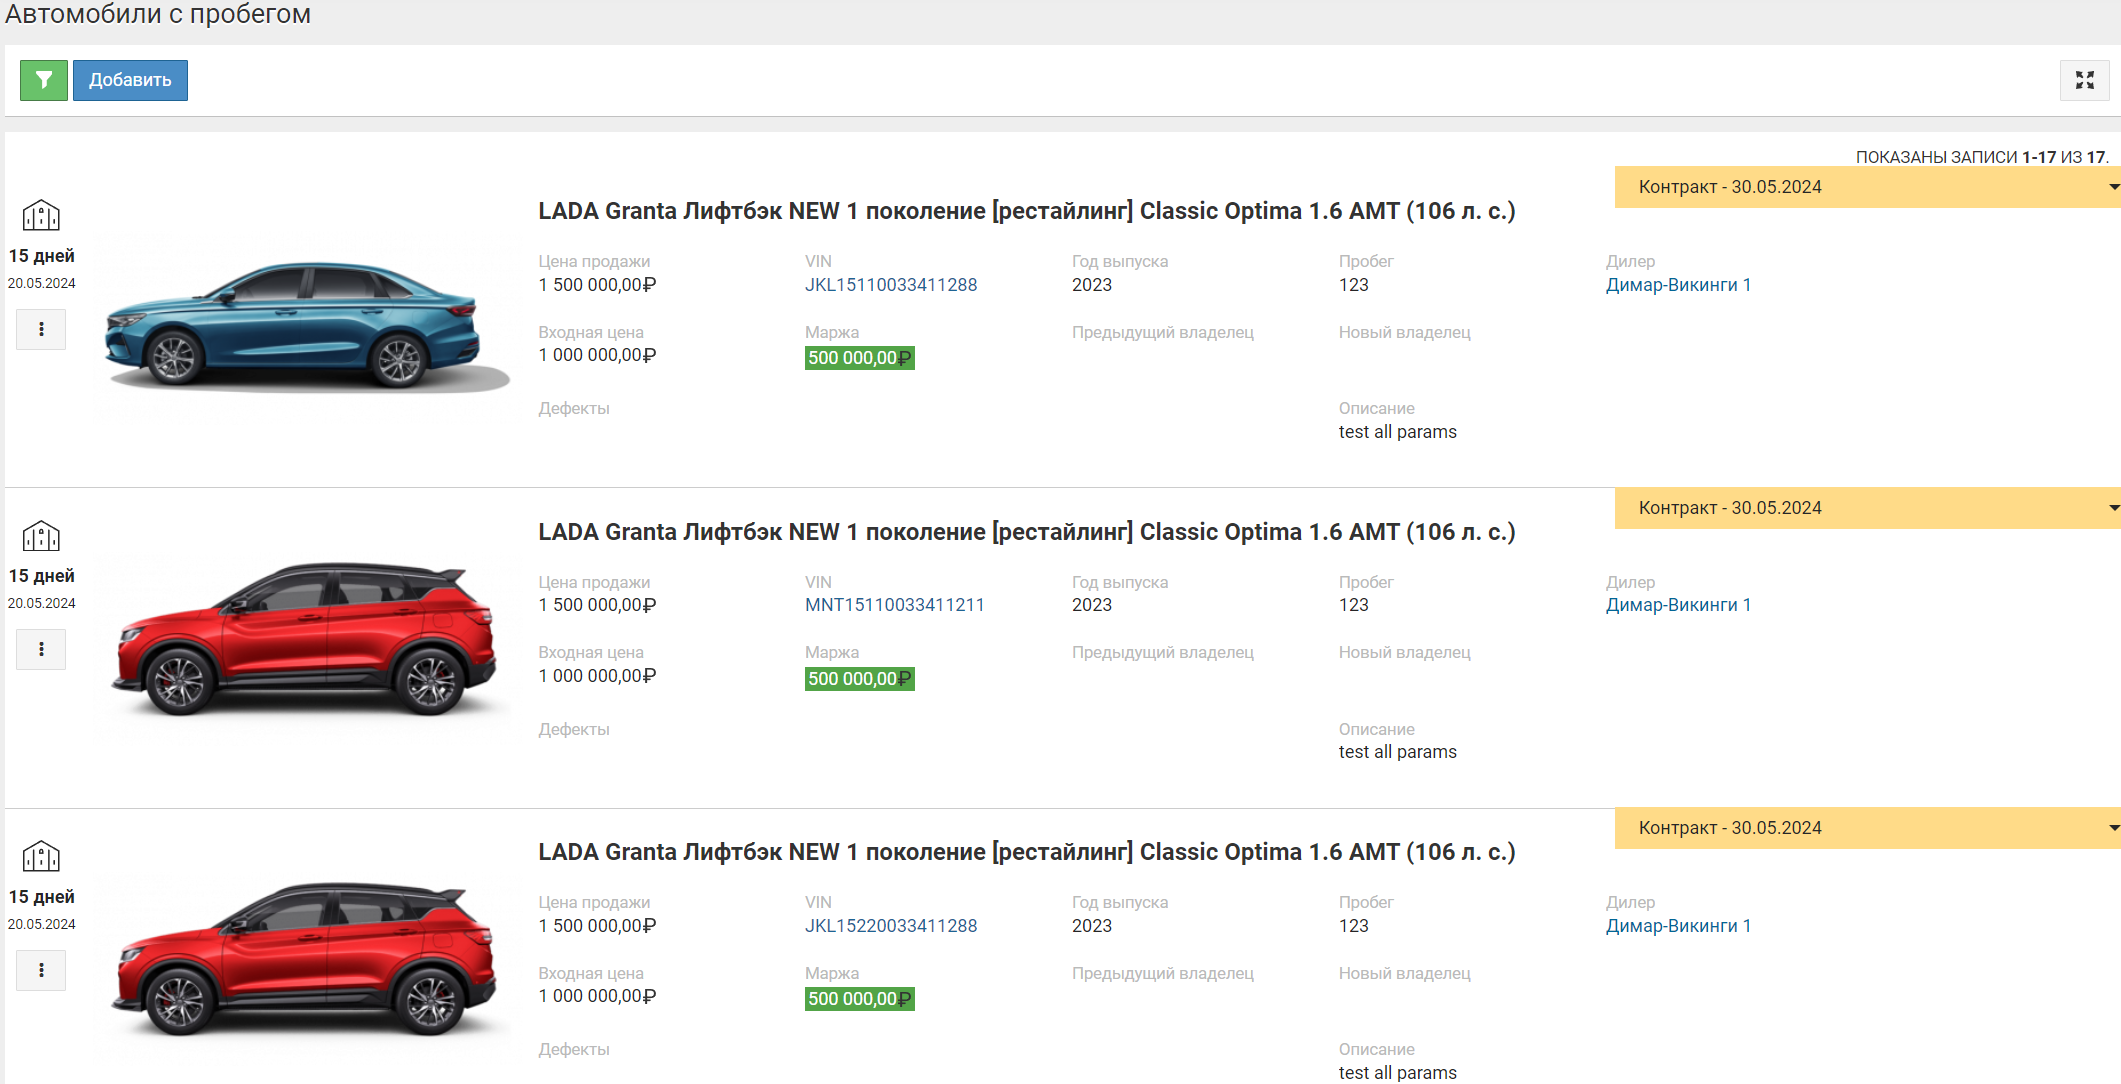 Автомобили с пробегом
Добавить
ПОКАЗАНЫ ЗАПИСИ 1-17 ИЗ 17.
Контракт - 30.05.2024
15 дней
20.05.2024
LADA Granta Лифтбэк NEW 1 поколение [рестайлинг] Classic Optima 1.6 AMT (106 л. с.)
Цена продажи VIN Год выпуска Пробег Дилер
1 500 000,00₽ JKL15110033411288 2023 123 Димар-Викинги 1
Входная цена Маржа Предыдущий владелец Новый владелец
1 000 000,00₽ 500 000,00₽
Дефекты Описание
test all params
Контракт - 30.05.2024
15 дней
20.05.2024
LADA Granta Лифтбэк NEW 1 поколение [рестайлинг] Classic Optima 1.6 AMT (106 л. с.)
Цена продажи VIN Год выпуска Пробег Дилер
1 500 000,00₽ MNT15110033411211 2023 123 Димар-Викинги 1
Входная цена Маржа Предыдущий владелец Новый владелец
1 000 000,00₽ 500 000,00₽
Дефекты Описание
test all params
Контракт - 30.05.2024
15 дней
20.05.2024
LADA Granta Лифтбэк NEW 1 поколение [рестайлинг] Classic Optima 1.6 AMT (106 л. с.)
Цена продажи VIN Год выпуска Пробег Дилер
1 500 000,00₽ JKL15220033411288 2023 123 Димар-Викинги 1
Входная цена Маржа Предыдущий владелец Новый владелец
1 000 000,00₽ 500 000,00₽
Дефекты Описание
test all params